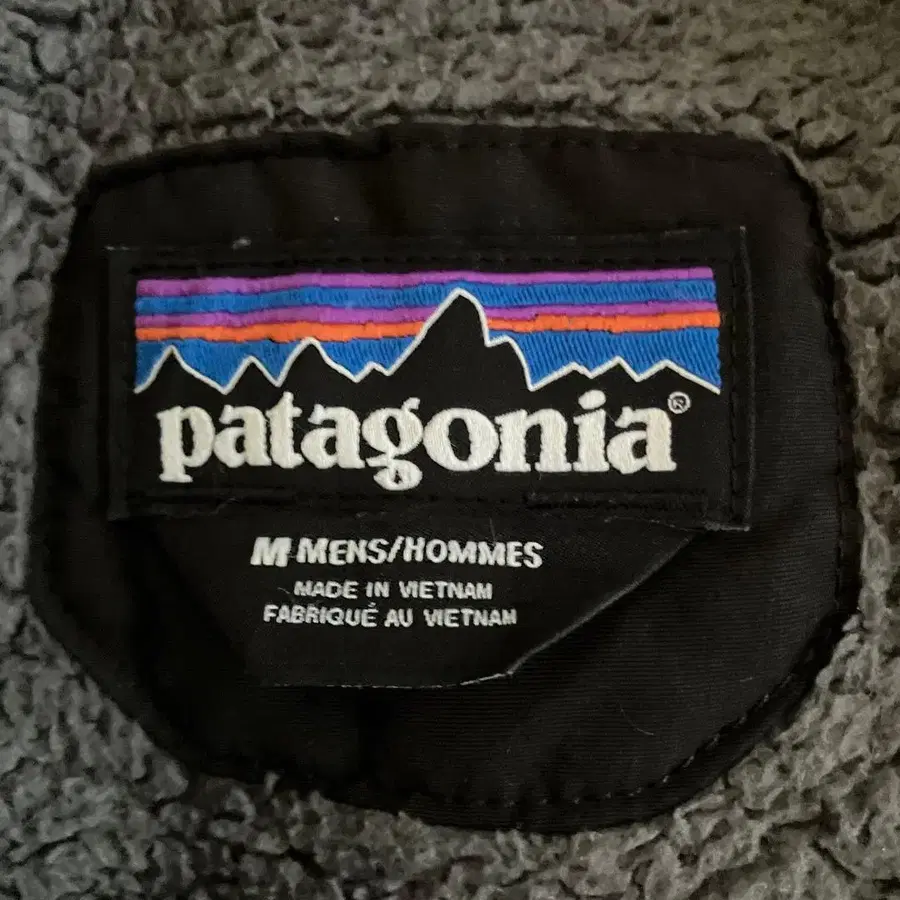 patagonia®
M MENS/HOMMES
MADE IN VIETNAM
FABRIQUÉ AU VIETNAM